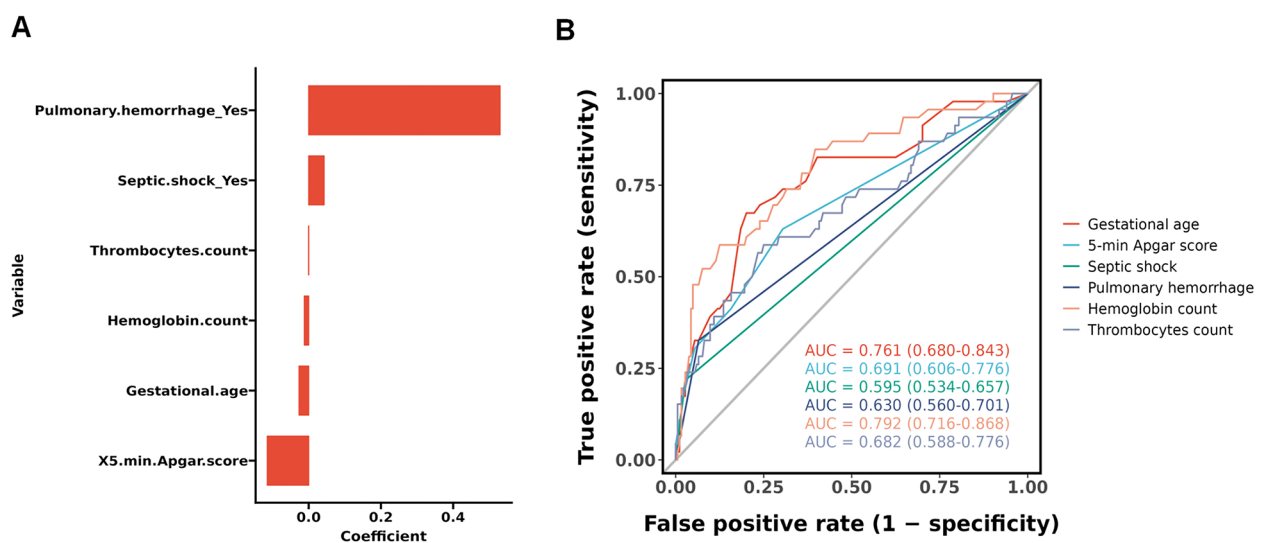 A
Variable
Pulmonary.hemorrhage_Yes
Septic.shock_Yes
Thrombocytes.count
Hemoglobin.count
Gestational.age
X5.min.Apgar.score
0.0 0.2 0.4
Coefficient
B
True positive rate (sensitivity)
1.00
0.75
0.50
0.25
0.00
AUC = 0.761 (0.680-0.843)
AUC = 0.691 (0.606-0.776)
AUC = 0.595 (0.534-0.657)
AUC = 0.630 (0.560-0.701)
AUC = 0.792 (0.716-0.868)
AUC = 0.682 (0.588-0.776)
0.00 0.25 0.50 0.75 1.00
False positive rate (1 − specificity)
Gestational age
5-min Apgar score
Septic shock
Pulmonary hemorrhage
Hemoglobin count
Thrombocytes count